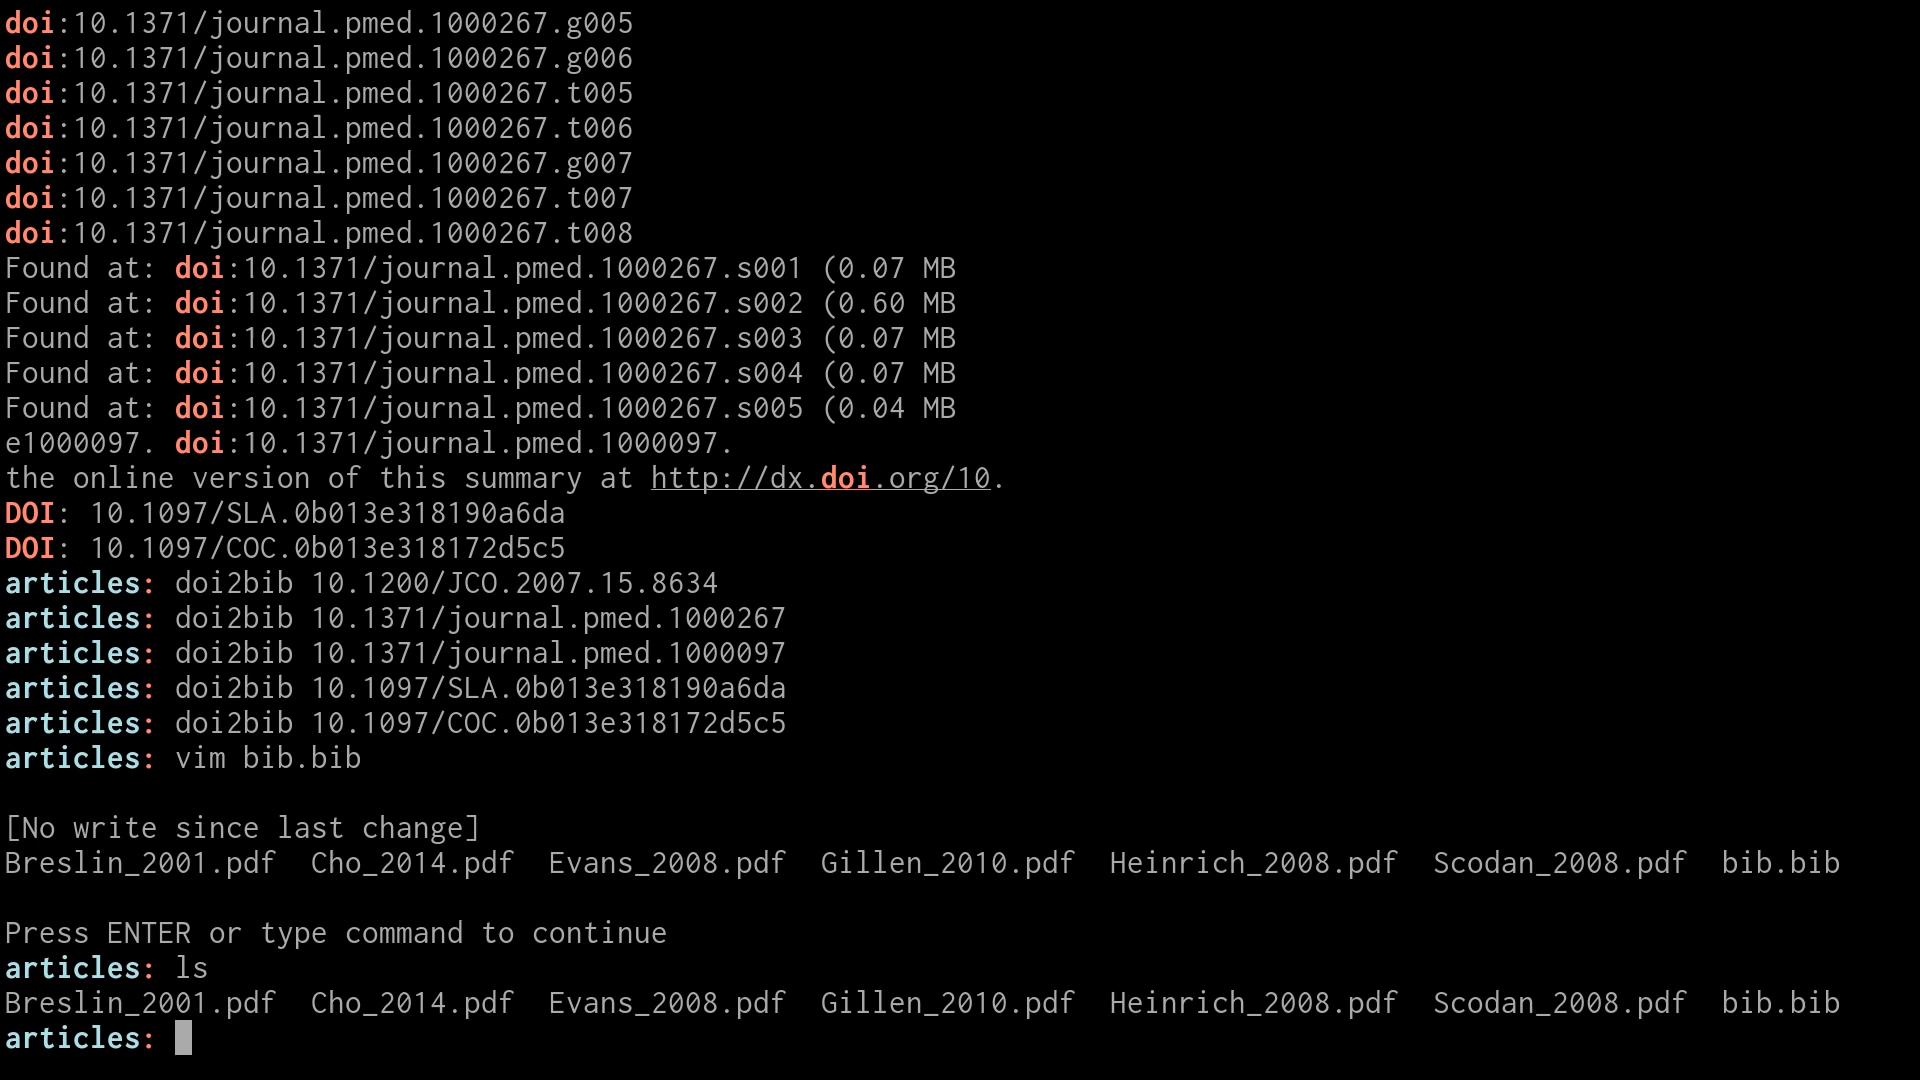 doi:10.1371/journal.pmed.1000267.g005
doi:10.1371/journal.pmed.1000267.g006
doi:10.1371/journal.pmed.1000267.t005
doi:10.1371/journal.pmed.1000267.t006
doi:10.1371/journal.pmed.1000267.g007
doi:10.1371/journal.pmed.1000267.t007
doi:10.1371/journal.pmed.1000267.t008
Found at: doi:10.1371/journal.pmed.1000267.s001 (0.07 MB
Found at: doi:10.1371/journal.pmed.1000267.s002 (0.60 MB
Found at: doi:10.1371/journal.pmed.1000267.s003 (0.07 MB
Found at: doi:10.1371/journal.pmed.1000267.s004 (0.07 MB
Found at: doi:10.1371/journal.pmed.1000267.s005 (0.04 MB
e1000097. doi:10.1371/journal.pmed.1000097.
the online version of this summary at http://dx.doi.org/10.
DOI: 10.1097/SLA.0b013e318190a6da
DOI: 10.1097/COC.0b013e318172d5c5
articles: doi2bib 10.1200/JCO.2007.15.8634
articles: doi2bib 10.1371/journal.pmed.1000267
articles: doi2bib 10.1371/journal.pmed.1000097
articles: doi2bib 10.1097/SLA.0b013e318190a6da
articles: doi2bib 10.1097/COC.0b013e318172d5c5
articles: vim bib.bib
[No write since last change]
Breslin_2001.pdf  Cho_2014.pdf  Evans_2008.pdf  Gillen_2010.pdf  Heinrich_2008.pdf  Scodan_2008.pdf  bib.bib
Press ENTER or type command to continue
articles: ls
Breslin_2001.pdf  Cho_2014.pdf  Evans_2008.pdf  Gillen_2010.pdf  Heinrich_2008.pdf  Scodan_2008.pdf  bib.bib
articles: